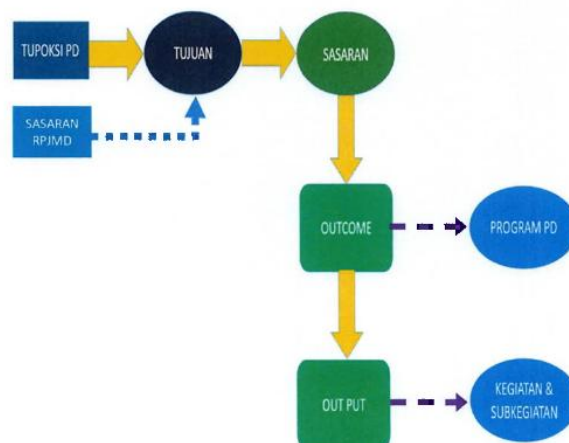 TUPOKSI PD
TUJUAN
SASARAN
SASARAN
RPJMD
OUTCOME
PROGRAM PD
OUT PUT
KEGIATAN &
SUBKEGIATAN